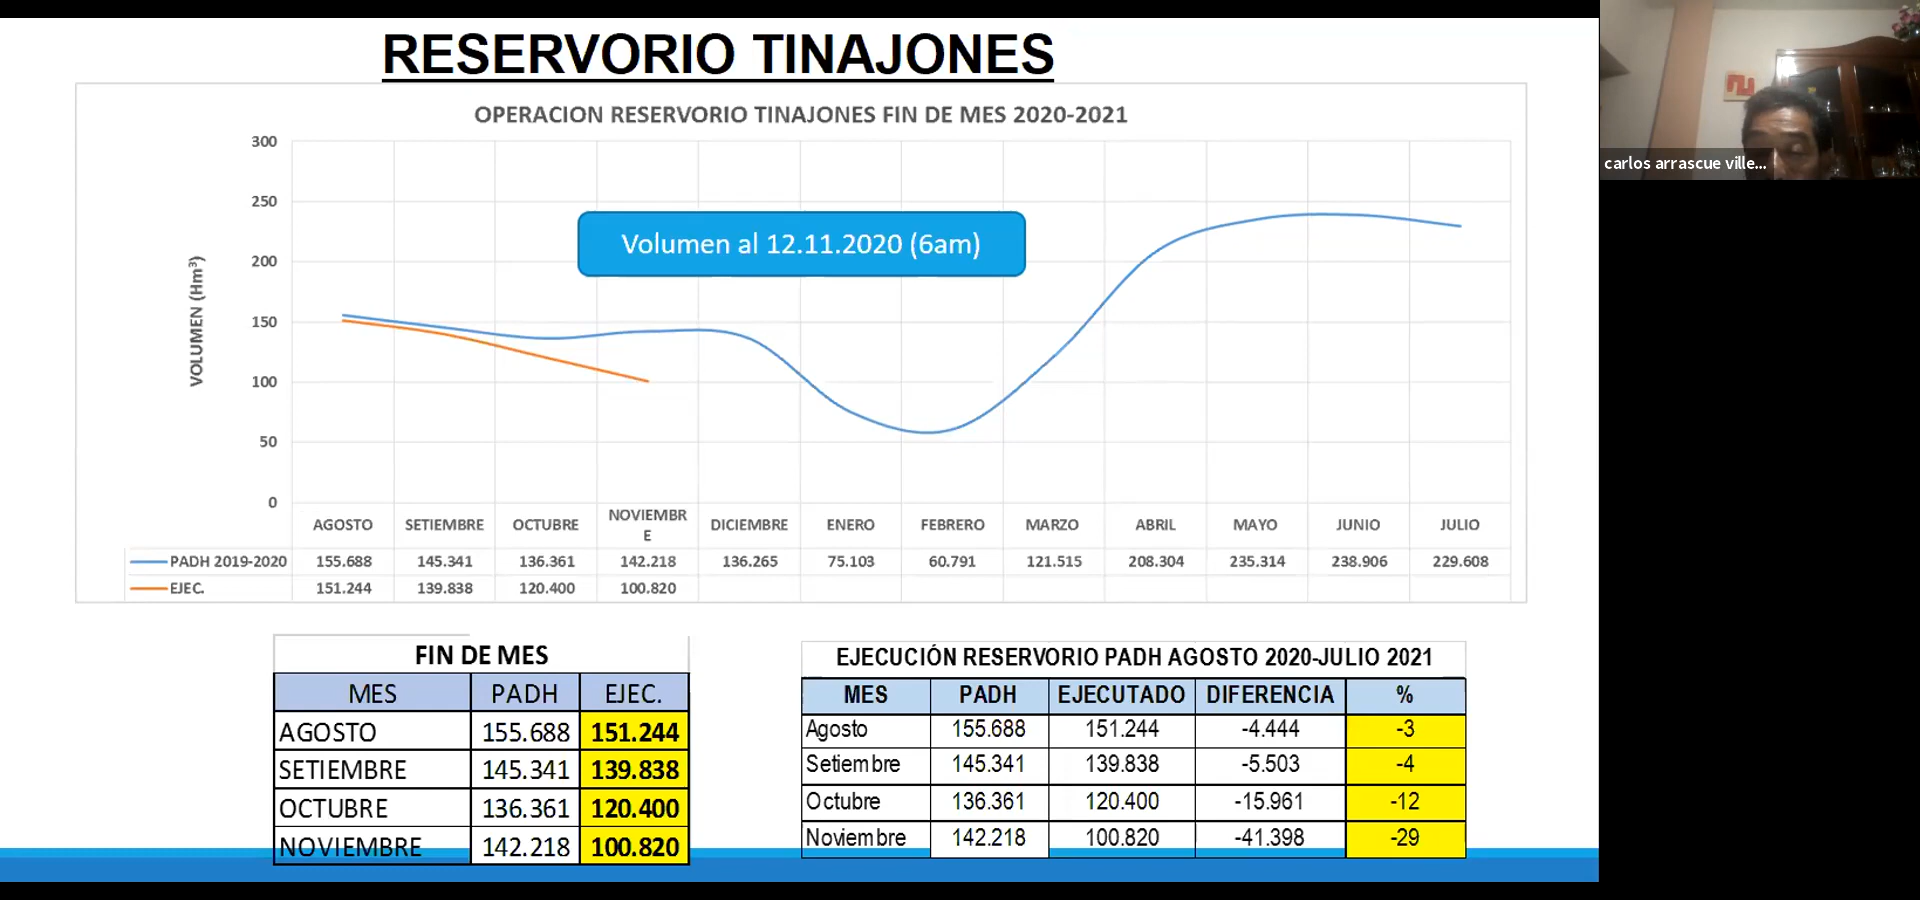 RESERVORIO TINAJONES
OPERACION RESERVORIO TINAJONES FIN DE MES 2020-2021
VOLUMEN (Hm³)
300
250
200
150
100
50
0
Volumen al 12.11.2020 (6am)
AGOSTO SETIEMBRE OCTUBRE NOVIEMBR E DICIEMBRE ENERO FEBRERO MARZO ABRIL MAYO JUNIO JULIO
PADH 2019-2020 155.688 145.341 136.361 142.218 136.265 75.103 60.791 121.515 208.304 235.314 238.906 229.608
EJEC. 151.244 139.838 120.400 100.820
FIN DE MES
MES PADH EJEC.
AGOSTO 155.688 151.244
SETIEMBRE 145.341 139.838
OCTUBRE 136.361 120.400
NOVIEMBRE 142.218 100.820
EJECUCIÓN RESERVORIO PADH AGOSTO 2020-JULIO 2021
MES PADH EJECUTADO DIFERENCIA %
Agosto 155.688 151.244 -4.444 -3
Setiembre 145.341 139.838 -5.503 -4
Octubre 136.361 120.400 -15.961 -12
Noviembre 142.218 100.820 -41.398 -29
carlos arrascue ville...